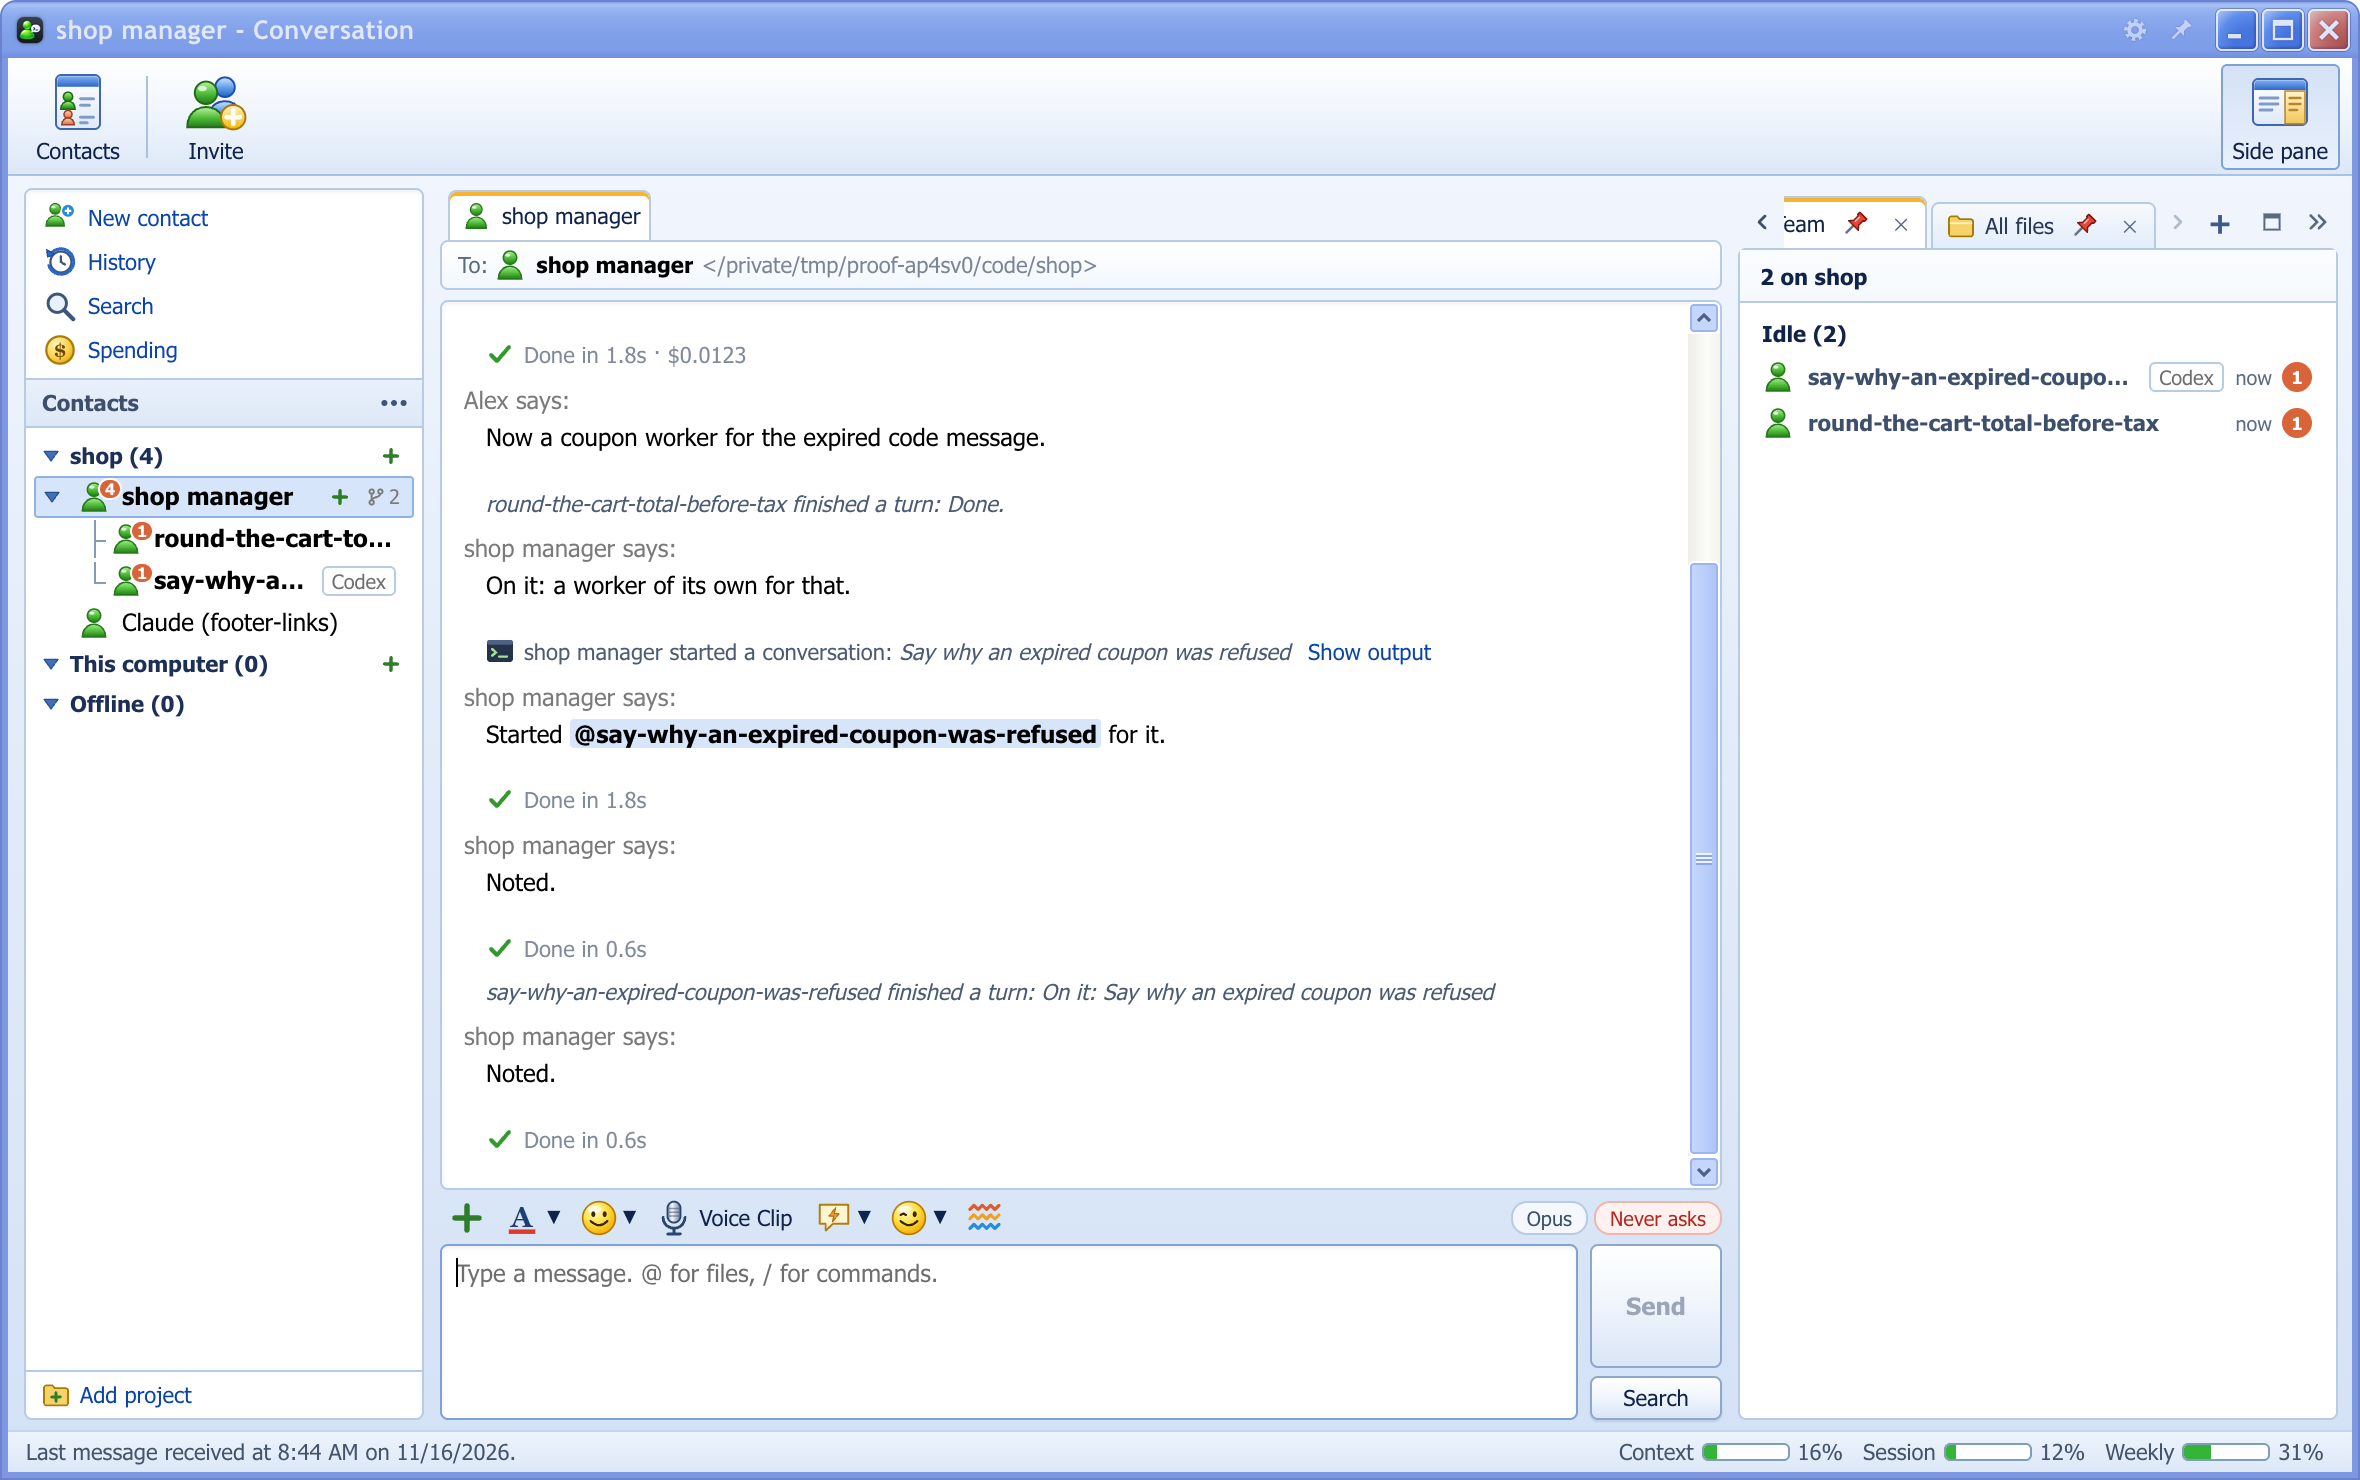 shop manager - Conversation
Contacts
Invite
Side pane
New contact
History
Search
Spending
Contacts
shop (4)
4
shop manager
2
1
round-the-cart-to...
1
say-why-a...
Codex
Claude (footer-links)
This computer (0)
Offline (0)
Add project
shop manager
To: shop manager </private/tmp/proof-ap4sv0/code/shop>
Done in 1.8s · $0.0123
Alex says:
Now a coupon worker for the expired code message.
round-the-cart-total-before-tax finished a turn: Done.
shop manager says:
On it: a worker of its own for that.
shop manager started a conversation: Say why an expired coupon was refused Show output
shop manager says:
Started @say-why-an-expired-coupon-was-refused for it.
Done in 1.8s
shop manager says:
Noted.
Done in 0.6s
say-why-an-expired-coupon-was-refused finished a turn: On it: Say why an expired coupon was refused
shop manager says:
Noted.
Done in 0.6s
A
Voice Clip
Opus
Never asks
Type a message. @ for files, / for commands.
Send
Search
eam
All files
2 on shop
Idle (2)
say-why-an-expired-coupo... Codex now 1
round-the-cart-total-before-tax now 1
Last message received at 8:44 AM on 11/16/2026.
Context 16% Session 12% Weekly 31%